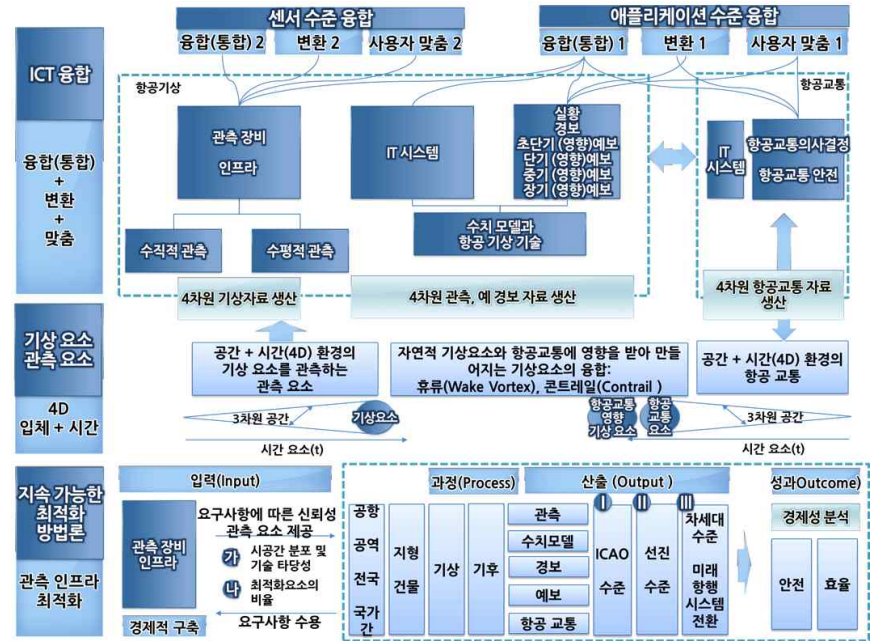 센서 수준 융합
애플리케이션 수준 융합
융합(통합) 2
변환 2
사용자 맞춤 2
융합(통합) 1
변환 1
사용자 맞춤 1
ICT 융합
융합(통합)
+
변환
+
맞춤
항공기상
관측 장비
인프라
수직적 관측
수평적 관측
IT 시스템
실황
경보
초단기 (영향)예보
단기 (영향)예보
중기 (영향)예보
장기 (영향)예보
수치 모델과
항공 기상 기술
항공교통
IT
시스템
항공교통의사결정
항공교통 안전
4차원 기상자료 생산
4차원 관측, 예 경보 자료 생산
4차원 항공교통 자료
생산
기상 요소
관측 요소
4D
입체 + 시간
공간 + 시간(4D) 환경의
기상 요소를 관측하는
관측 요소
자연적 기상요소와 항공교통에 영향을 받아 만들
어지는 기상요소의 융합:
휴류(Wake Vortex), 콘트레일(Contrail )
공간 + 시간(4D) 환경의
항공 교통
3차원 공간
기상요소
시간 요소(t)
항공교통
영향
기상 요소
항공
교통
요소
3차원 공간
시간 요소(t)
지속 가능한
최적화
방법론
관측 인프라
최적화
입력(Input)
관측 장비
인프라
경제적 구축
요구사항에 따른 신뢰성
관측 요소 제공
가
시공간 분포 및
기술 타당성
나
최적화요소의
비율
요구사항 수용
과정(Process)
산출 (Output )
성과Outcome)
공항
공역
전국
국가
간
지형
건물
기상
기후
관측
수치모델
경보
예보
항공 교통
I
ICAO
수준
II
선진
수준
III
차세대
수준
미래
항행
시스템
전환
경제성 분석
안전
효율